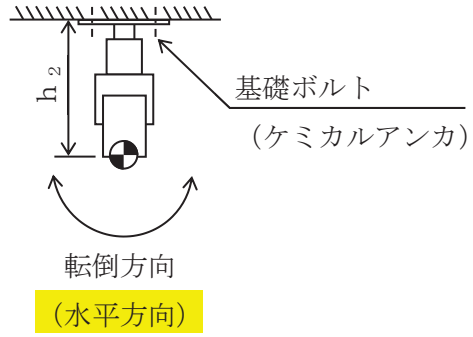 h₂
基礎ボルト
(ケミカルアンカ)
転倒方向
(水平方向)